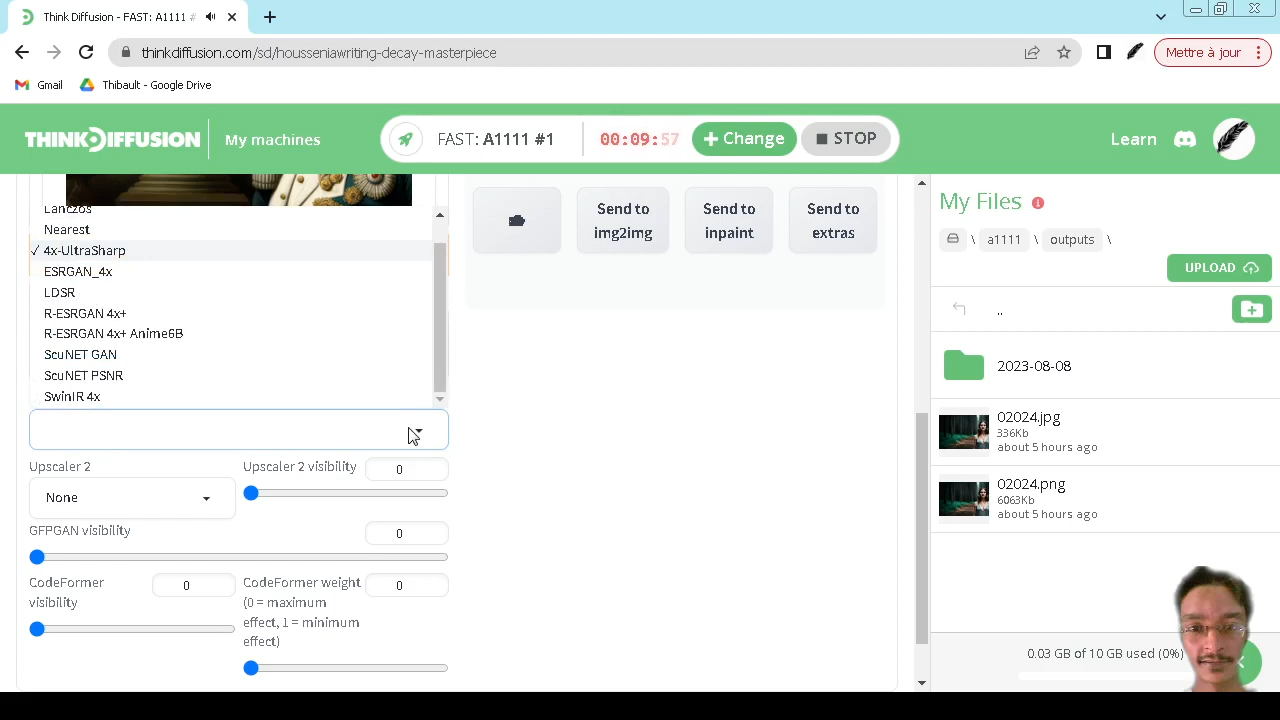 Think Diffusion - FAST: A1111 #
thinkdiffusion.com/sd/housseniawriting-decay-masterpiece
Mettre à jour
Gmail
Thibault - Google Drive
THINKDIFFUSION
My machines
FAST: A1111 #1
00:09:57
+ Change
STOP
Learn
Lanczos
Nearest
✓ 4x-UltraSharp
ESRGAN_4x
LDSR
R-ESRGAN 4x+
R-ESRGAN 4x+ Anime6B
ScuNET GAN
ScuNET PSNR
SwinIR 4x
Upscaler 2
None
Upscaler 2 visibility
0
GFPGAN visibility
0
CodeFormer
visibility
0
CodeFormer weight
(0 = maximum
effect, 1 = minimum
effect)
0
Send to
img2img
Send to
inpaint
Send to
extras
My Files
\ a1111 \ outputs \
UPLOAD
..
2023-08-08
02024.jpg
336Kb
about 5 hours ago
02024.png
6063Kb
about 5 hours ago
0.03 GB of 10 GB used (0%)